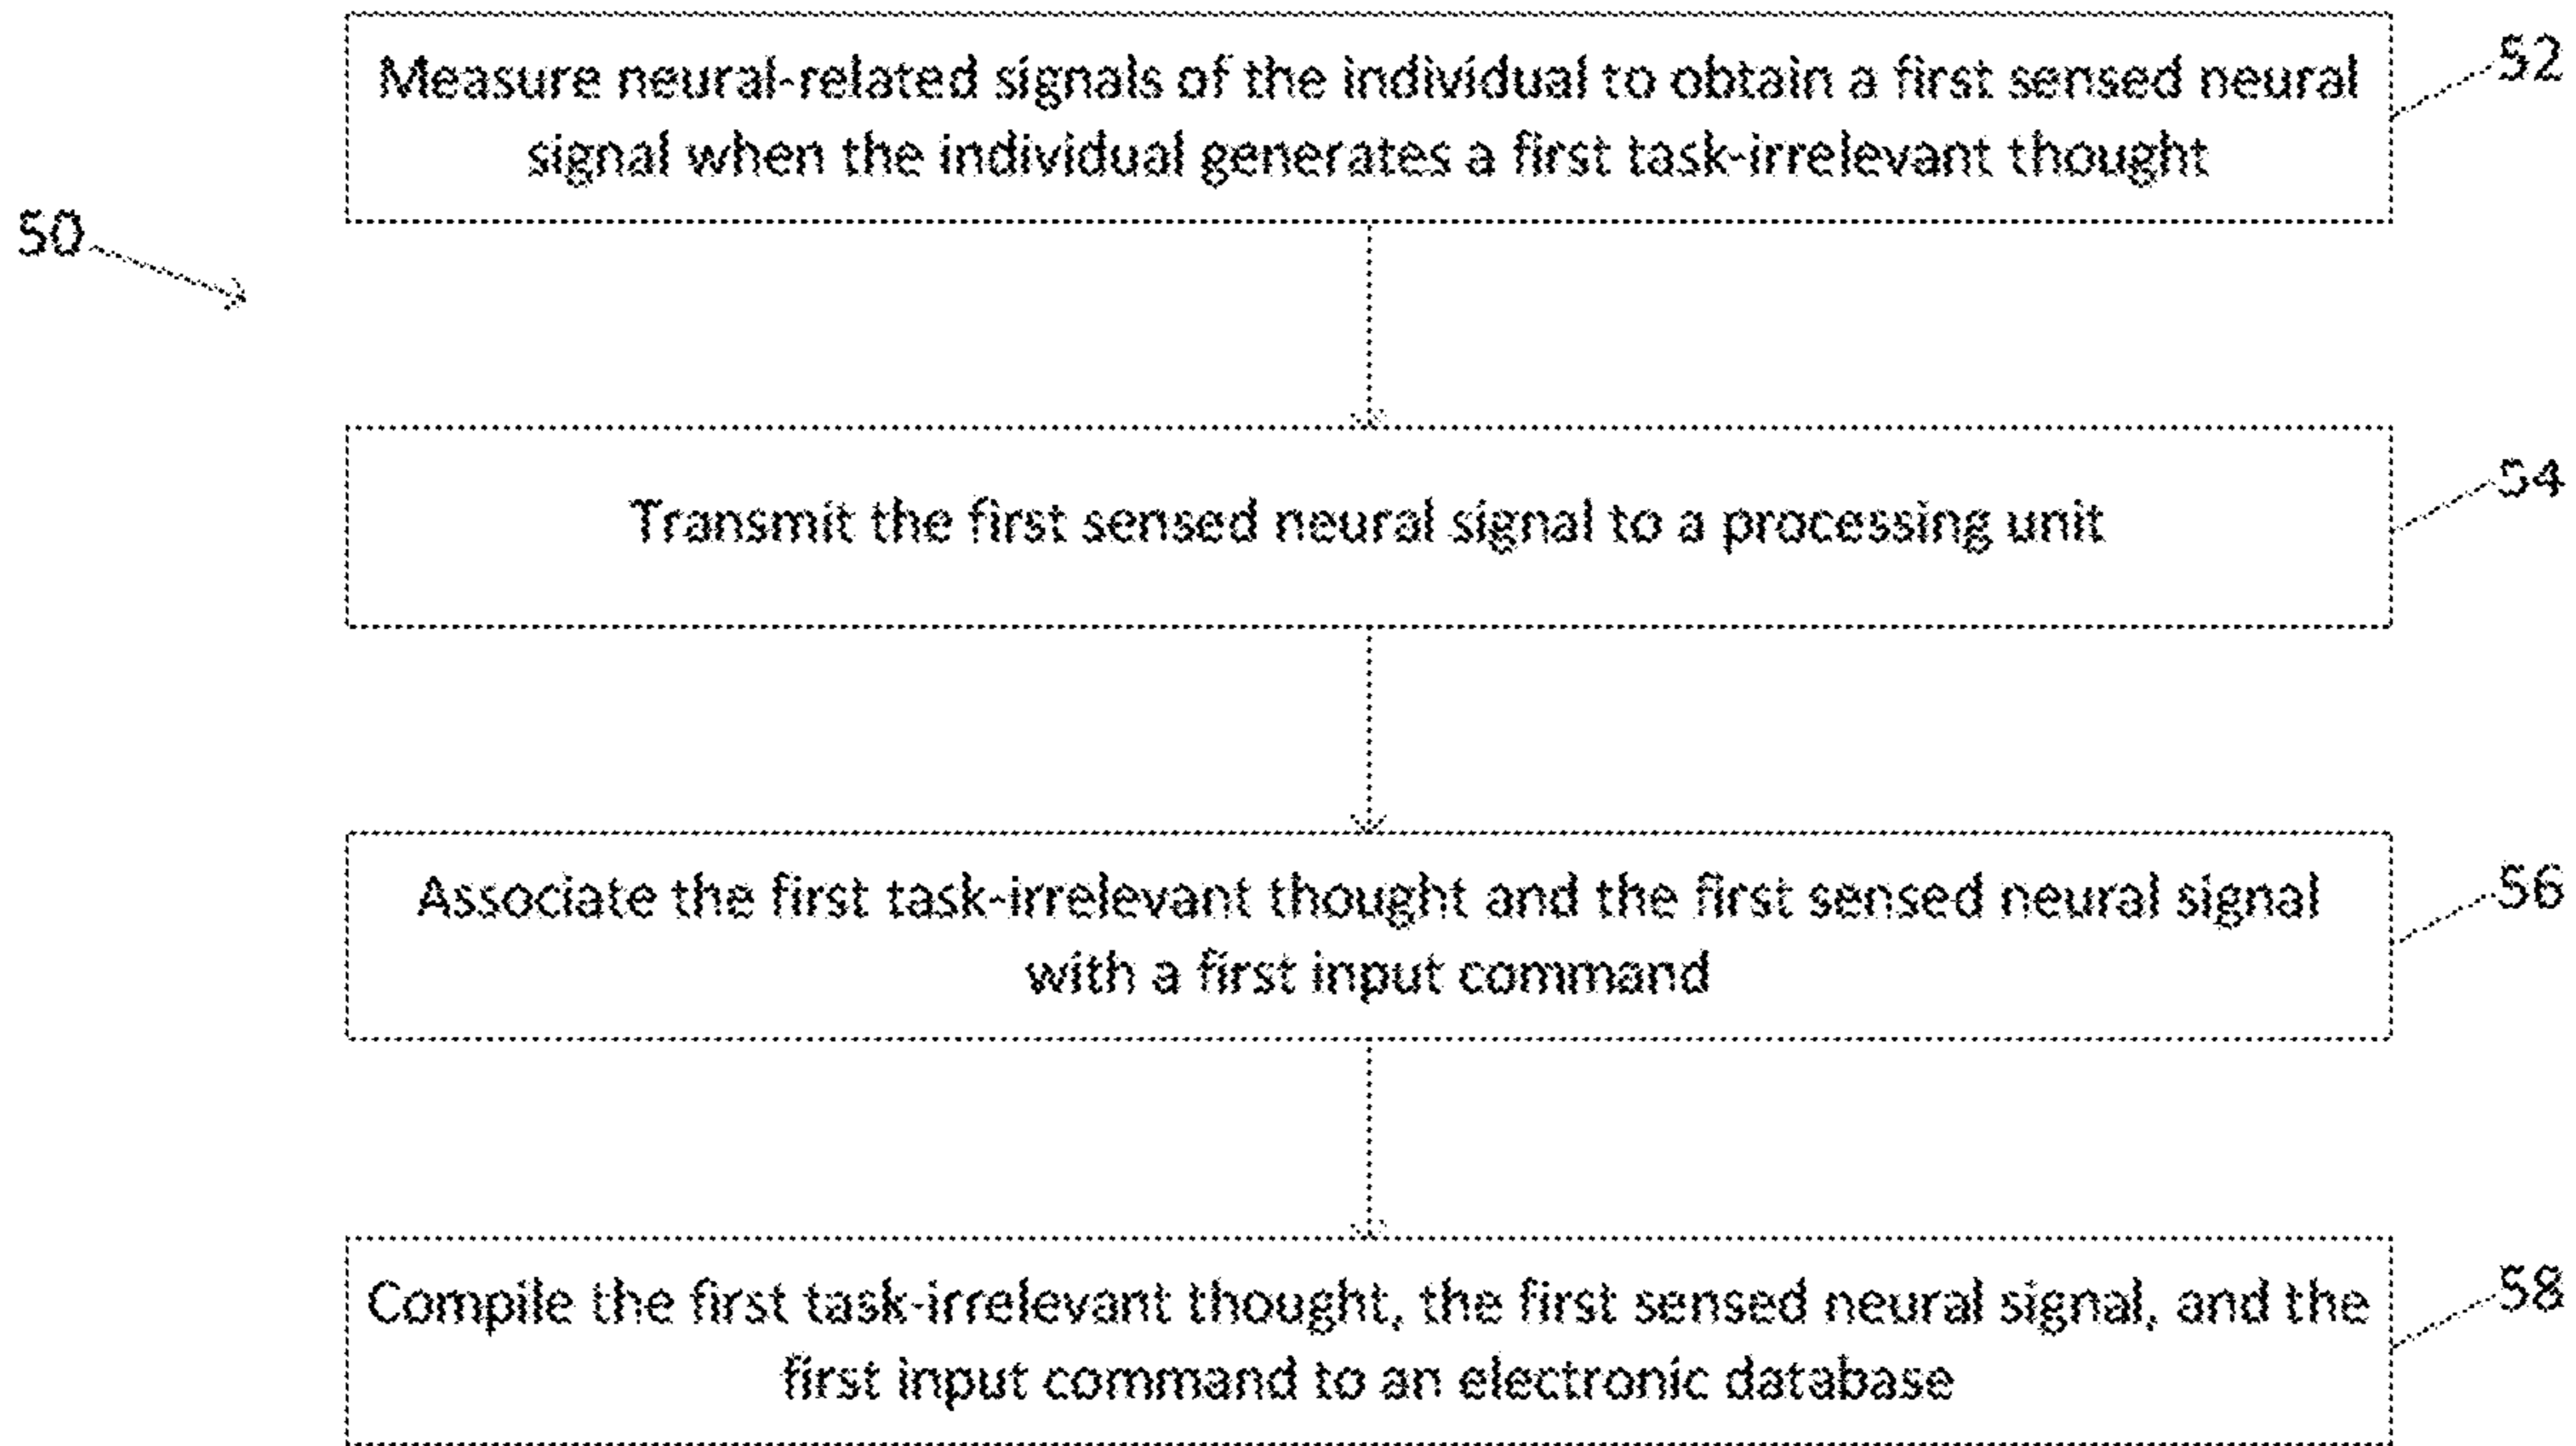 Measure neural-related signals of the individual to obtain a first sensed neural
signal when the individual generates a first task-irrelevant thought
52
50
Transmit the first sensed neural signal to a processing unit
54
Associate the first task-irrelevant thought and the first sensed neural signal
with a first input command
56
Compile the first task-irrelevant thought, the first sensed neural signal, and the
first input command to an electronic database
58